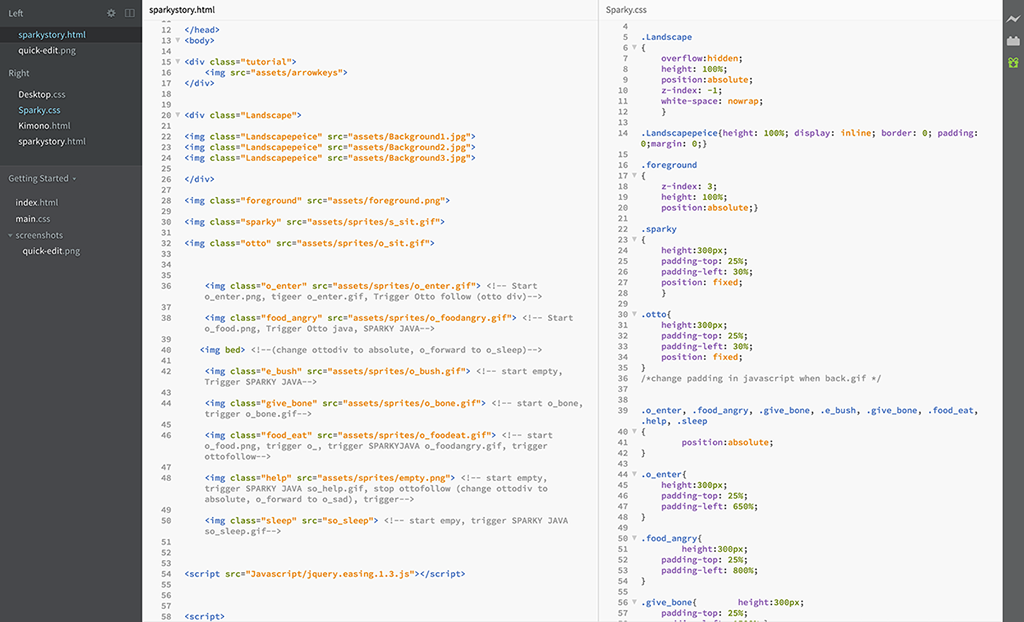 Left
sparkystory.html
quick-edit.png
Right
Desktop.css
Sparky.css
Kimono.html
sparkystory.html
Getting Started
index.html
main.css
screenshots
quick-edit.png
sparkystory.html
12 </head>
13 <body>
14
15 <div class="tutorial">
16 <img src="assets/arrowkeys">
17 </div>
18
19
20 <div class="Landscape">
21
22 <img class="Landscapepeice" src="assets/Background1.jpg">
23 <img class="Landscapepeice" src="assets/Background2.jpg">
24 <img class="Landscapepeice" src="assets/Background3.jpg">
25
26 </div>
27
28 <img class="foreground" src="assets/foreground.png">
29
30 <img class="sparky" src="assets/sprites/s_sit.gif">
31
32 <img class="otto" src="assets/sprites/o_sit.gif">
33
34
35
36 <img class="o_enter" src="assets/sprites/o_enter.gif"> <!-- Start
o_enter.png, tigeer o_enter.gif, Trigger Otto follow (otto div)-->
37
38 <img class="food_angry" src="assets/sprites/o_foodangry.gif"> <!-- Start
o_food.png, Trigger Otto java, SPARKY JAVA-->
39
40 <img bed> <!--(change ottodiv to absolute, o_forward to o_sleep)-->
41
42 <img class="e_bush" src="assets/sprites/o_bush.gif"> <!-- start empty,
Trigger SPARKY JAVA-->
43
44 <img class="give_bone" src="assets/sprites/o_bone.gif"> <!-- start o_bone,
trigger o_bone.gif-->
45
46 <img class="food_eat" src="assets/sprites/o_foodeat.gif"> <!-- start
o_food.png, trigger o_, trigger SPARKYJAVA o_foodangry.gif, trigger
ottofollow-->
47
48 <img class="help" src="assets/sprites/empty.png"> <!-- start empty,
trigger SPARKY JAVA so_help.gif, stop ottofollow (change ottodiv to
absolute, o_forward to o_sad), trigger-->
49
50 <img class="sleep" src="so_sleep"> <!-- start empy, trigger SPARKY JAVA
so_sleep.gif-->
51
52
53
54 <script src="Javascript/jquery.easing.1.3.js"></script>
55
56
57
58 <script>
Sparky.css
4
5 .Landscape
6 {
7 overflow:hidden;
8 height: 100%;
9 position:absolute;
10 z-index: -1;
11 white-space: nowrap;
12 }
13
14 .Landscapepeice{height: 100%; display: inline; border: 0; padding:
0;margin: 0;}
15
16 .foreground
17 {
18 z-index: 3;
19 height: 100%;
20 position:absolute;}
21
22 .sparky
23 {
24 height:300px;
25 padding-top: 25%;
26 padding-left: 30%;
27 position: fixed;
28 }
29
30 .otto{
31 height:300px;
32 padding-top: 25%;
33 padding-left: 30%;
34 position: fixed;
35 }
36 /*change padding in javascript when back.gif */
37
38
39 .o_enter, .food_angry, .give_bone, .e_bush, .give_bone, .food_eat,
.help, .sleep
40 {
41 position:absolute;
42 }
43
44 .o_enter{
45 height:300px;
46 padding-top: 25%;
47 padding-left: 650%;
48 }
49
50 .food_angry{
51 height:300px;
52 padding-top: 25%;
53 padding-left: 800%;
54 }
55
56 .give_bone{ height:300px;
57 padding-top: 25%;